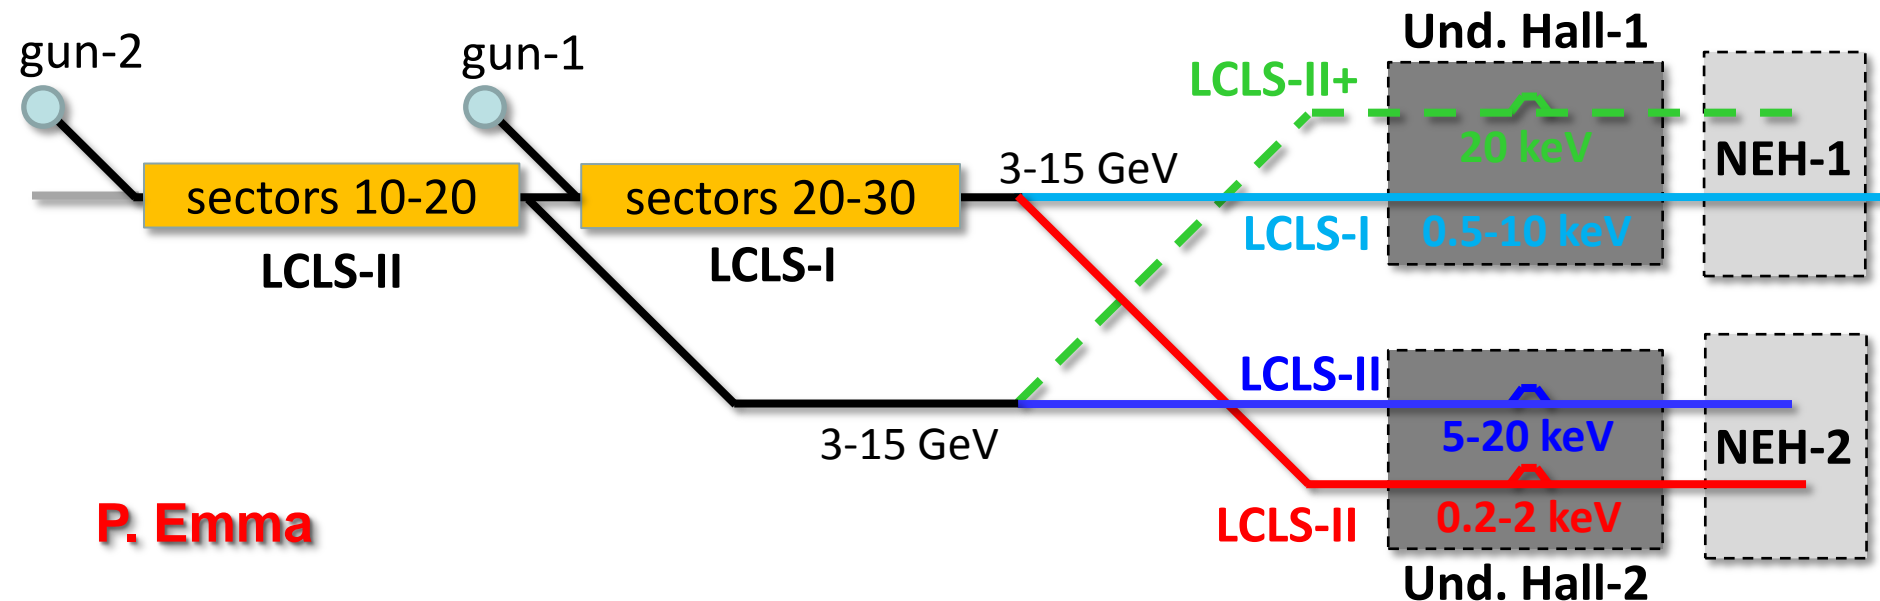 Und. Hall-1
gun-2
gun-1
LCLS-II+
20 keV
NEH-1
3-15 GeV
sectors 10-20
sectors 20-30
LCLS-I
0.5-10 keV
LCLS-II
LCLS-I
LCLS-II
5-20 keV
NEH-2
3-15 GeV
P. Emma
LCLS-II
0.2-2 keV
Und. Hall-2